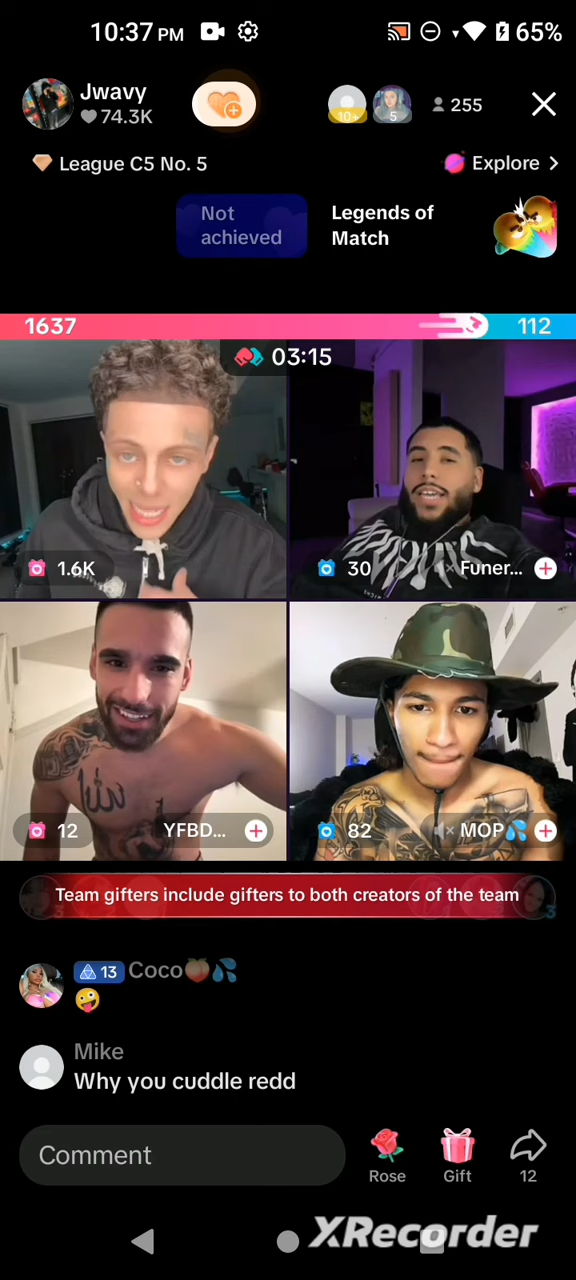 10:37 PM
65%
Jwavy
74.3K
10+
5
255
League C5 No. 5
Explore >
Not
achieved
Legends of
Match
1637
112
03:15
1.6K
30
Funer...
12
YFBD...
82
MOP💦
Team gifters include gifters to both creators of the team
3
13 Coco🍑💦
🤪
Mike
Why you cuddle redd
Comment
Rose
Gift
12
XRecorder